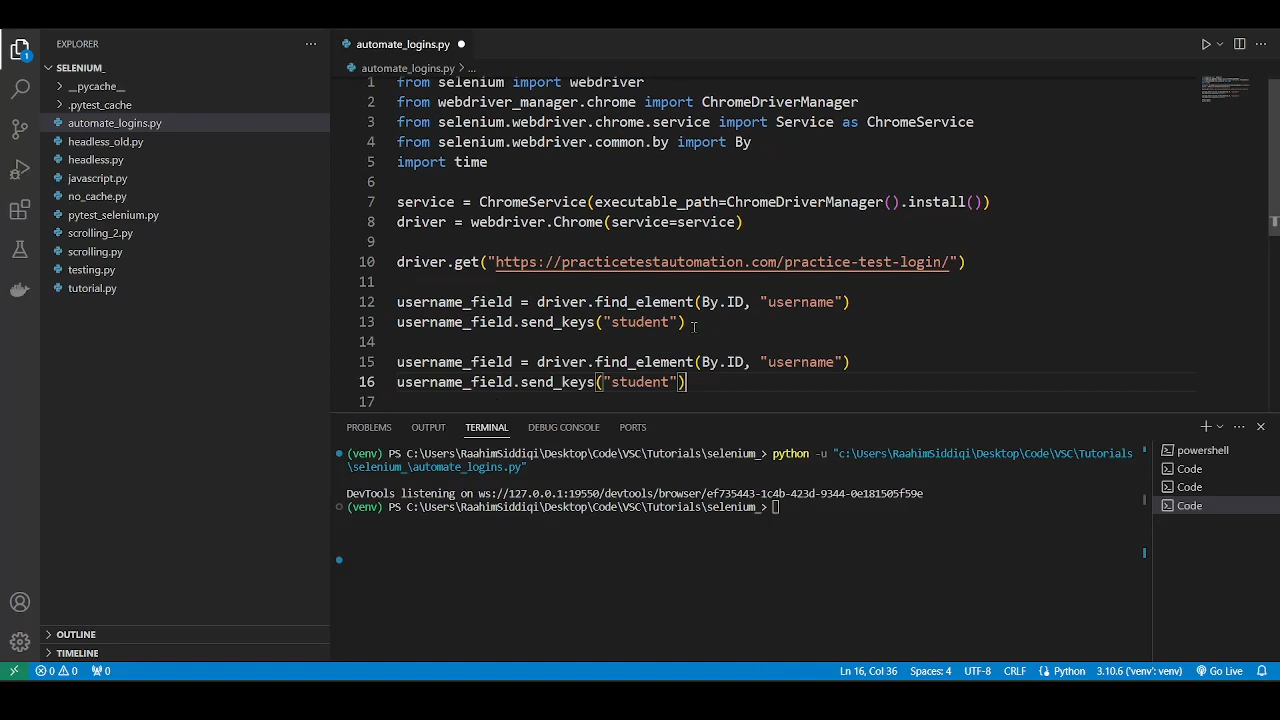 EXPLORER
automate_logins.py
SELENIUM_
automate_logins.py > ...
__pycache__
.pytest_cache
automate_logins.py
headless_old.py
headless.py
javascript.py
no_cache.py
pytest_selenium.py
scrolling_2.py
scrolling.py
testing.py
tutorial.py
1 from selenium import webdriver
2 from webdriver_manager.chrome import ChromeDriverManager
3 from selenium.webdriver.chrome.service import Service as ChromeService
4 from selenium.webdriver.common.by import By
5 import time
6
7 service = ChromeService(executable_path=ChromeDriverManager().install())
8 driver = webdriver.Chrome(service=service)
9
10 driver.get("https://practicetestautomation.com/practice-test-login/")
11
12 username_field = driver.find_element(By.ID, "username")
13 username_field.send_keys("student")
14
15 username_field = driver.find_element(By.ID, "username")
16 username_field.send_keys("student")
17
PROBLEMS OUTPUT TERMINAL DEBUG CONSOLE PORTS
(venv) PS C:\Users\RaahimSiddiqi\Desktop\Code\VSC\Tutorials\selenium_> python -u "c:\Users\RaahimSiddiqi\Desktop\Code\VSC\Tutorials
\selenium_\automate_logins.py"
DevTools listening on ws://127.0.0.1:19550/devtools/browser/ef735443-1c4b-423d-9344-0e181505f59e
(venv) PS C:\Users\RaahimSiddiqi\Desktop\Code\VSC\Tutorials\selenium_>
powershell
Code
Code
Code
OUTLINE
TIMELINE
0 0 0 Ln 16, Col 36 Spaces: 4 UTF-8 CRLF Python 3.10.6 ('venv': venv) Go Live
1